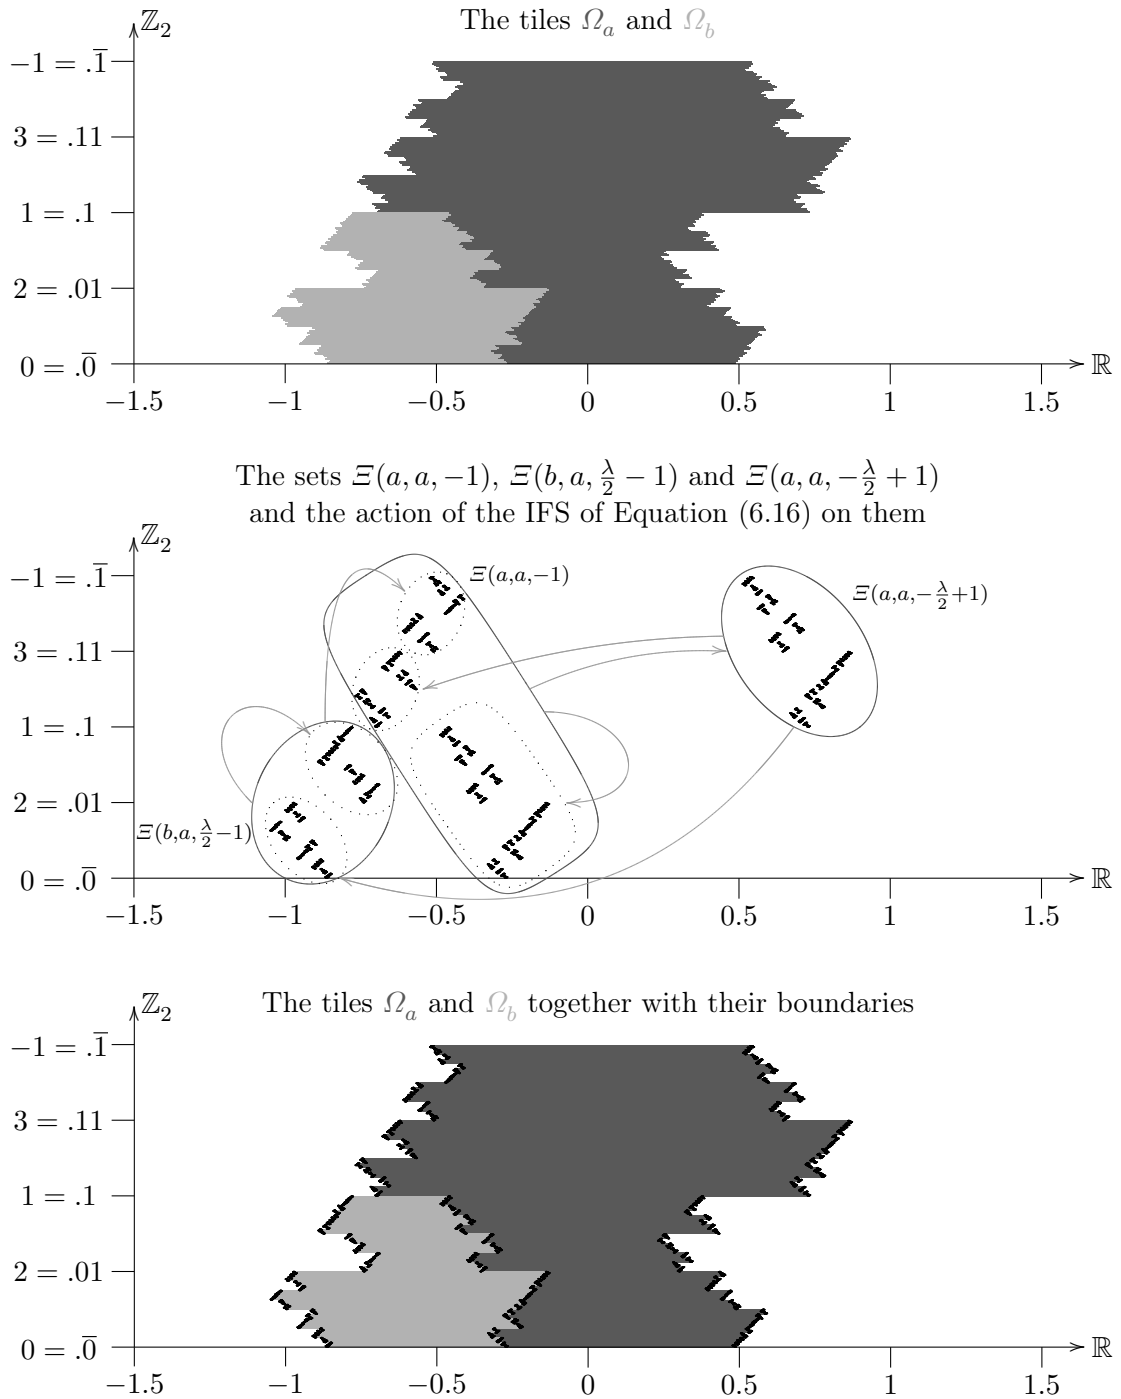 The tiles Ωₐ and Ω_b
ℤ₂
−1 = .1̅
3 = .11
1 = .1
2 = .01
0 = .0̅
ℝ
−1.5 −1 −0.5 0 0.5 1 1.5
The sets Ξ(a, a, −1), Ξ(b, a, λ/2 − 1) and Ξ(a, a, −λ/2 + 1)
and the action of the IFS of Equation (6.16) on them
ℤ₂
−1 = .1̅
Ξ(a,a,−1)
Ξ(a,a,−λ/2+1)
3 = .11
1 = .1
2 = .01
Ξ(b,a,λ/2−1)
0 = .0̅
ℝ
−1.5 −1 −0.5 0 0.5 1 1.5
The tiles Ωₐ and Ω_b together with their boundaries
ℤ₂
−1 = .1̅
3 = .11
1 = .1
2 = .01
0 = .0̅
ℝ
−1.5 −1 −0.5 0 0.5 1 1.5